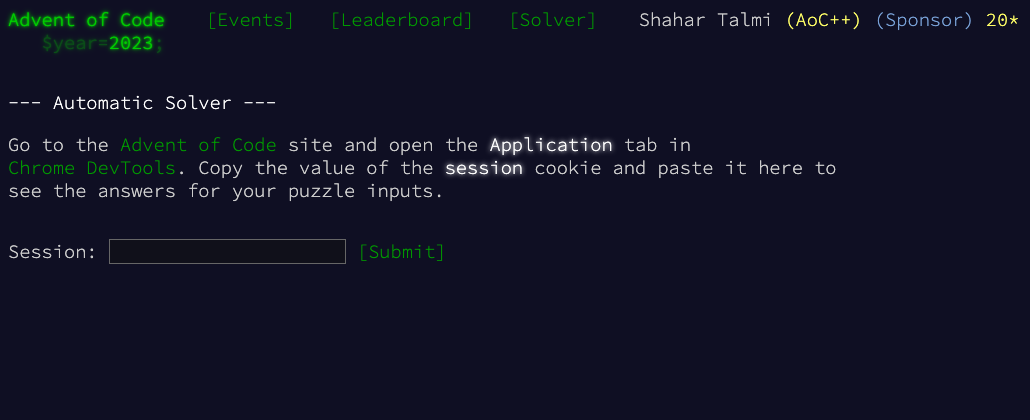 Advent of Code [Events] [Leaderboard] [Solver] Shahar Talmi (AoC++) (Sponsor) 20*
$year=2023;
--- Automatic Solver ---
Go to the Advent of Code site and open the Application tab in
Chrome DevTools. Copy the value of the session cookie and paste it here to
see the answers for your puzzle inputs.
Session: [Submit]